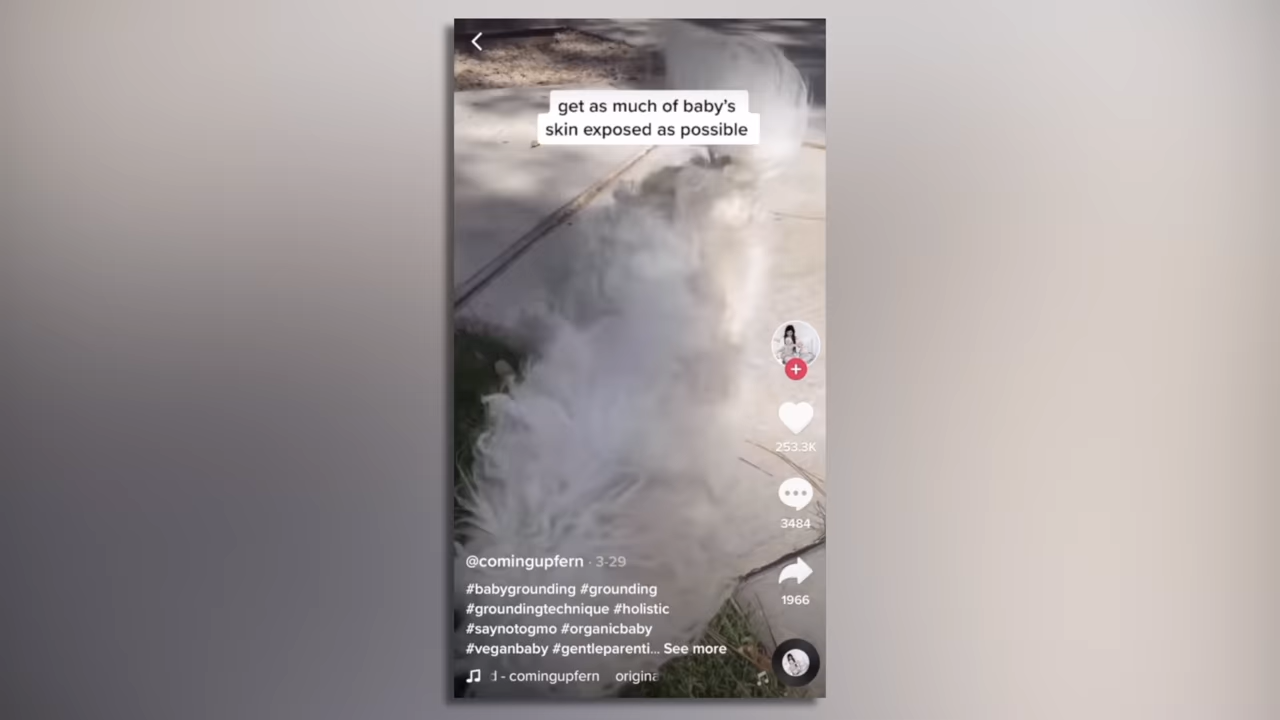 get as much of baby's
skin exposed as possible
253.3K
3484
1966
@comingupfern · 3-29
#babygrounding #grounding
#groundingtechnique #holistic
#saynotogmo #organicbaby
#veganbaby #gentleparenti... See more
- comingupfern origina